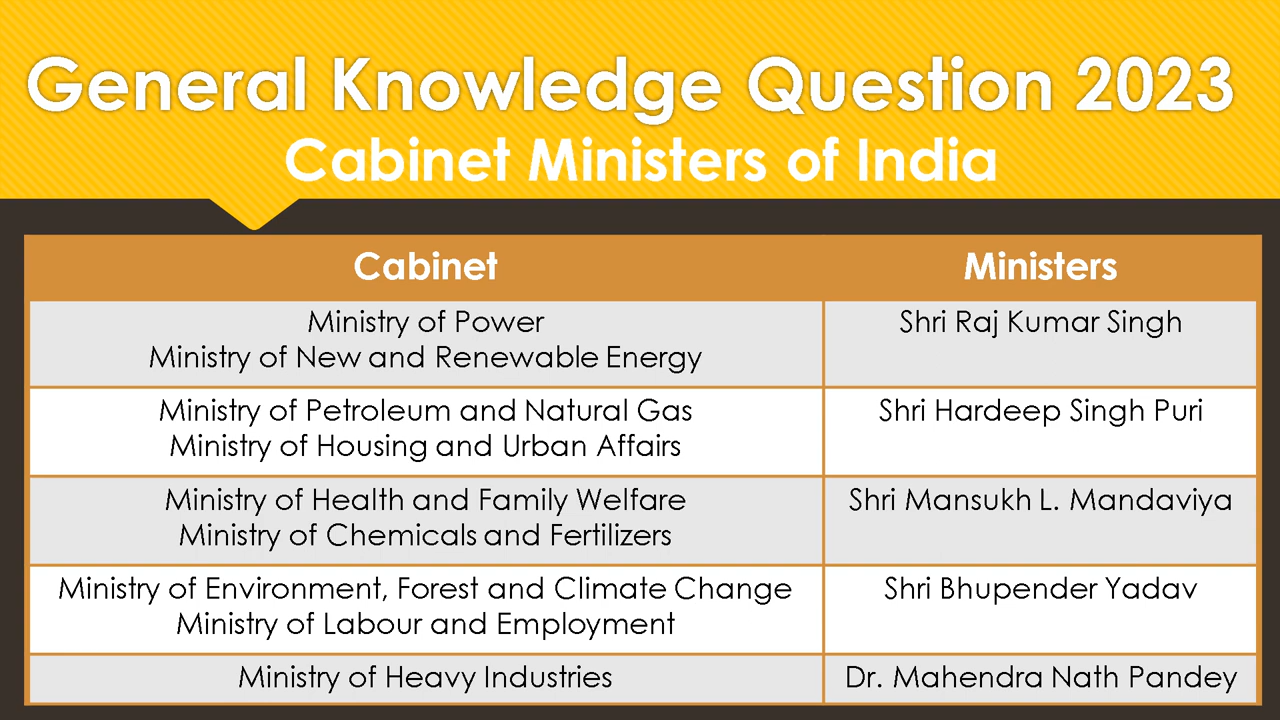 General Knowledge Question 2023
Cabinet Ministers of India
Cabinet Ministers
Ministry of Power Shri Raj Kumar Singh
Ministry of New and Renewable Energy
Ministry of Petroleum and Natural Gas Shri Hardeep Singh Puri
Ministry of Housing and Urban Affairs
Ministry of Health and Family Welfare Shri Mansukh L. Mandaviya
Ministry of Chemicals and Fertilizers
Ministry of Environment, Forest and Climate Change Shri Bhupender Yadav
Ministry of Labour and Employment
Ministry of Heavy Industries Dr. Mahendra Nath Pandey